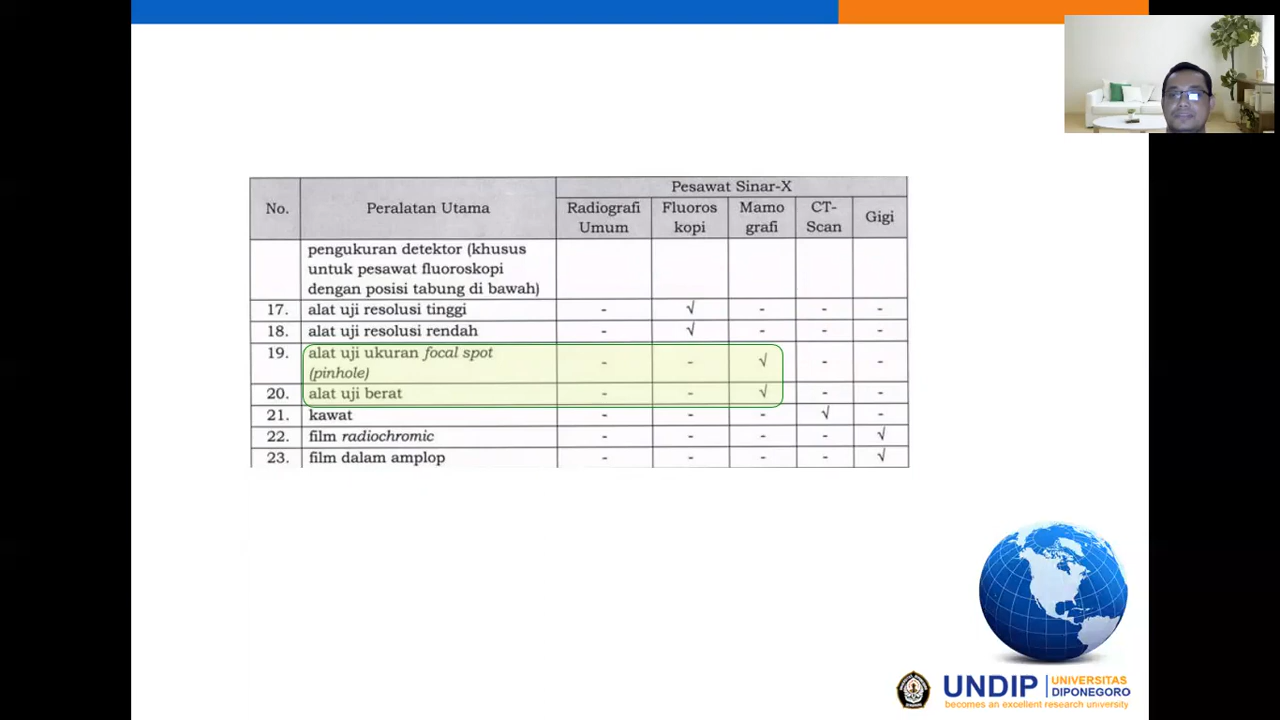 Pesawat Sinar-X
No. Peralatan Utama Radiografi Umum Fluoros kopi Mamo grafi CT-Scan Gigi
pengukuran detektor (khusus
untuk pesawat fluoroskopi
dengan posisi tabung di bawah)
17. alat uji resolusi tinggi - √ - - -
18. alat uji resolusi rendah - √ - - -
19. alat uji ukuran focal spot
(pinhole) - - √ - -
20. alat uji berat - - √ - -
21. kawat - - - √ -
22. film radiochromic - - - - √
23. film dalam amplop - - - - √
UNDIP UNIVERSITAS
DIPONEGORO
becomes an excellent research university